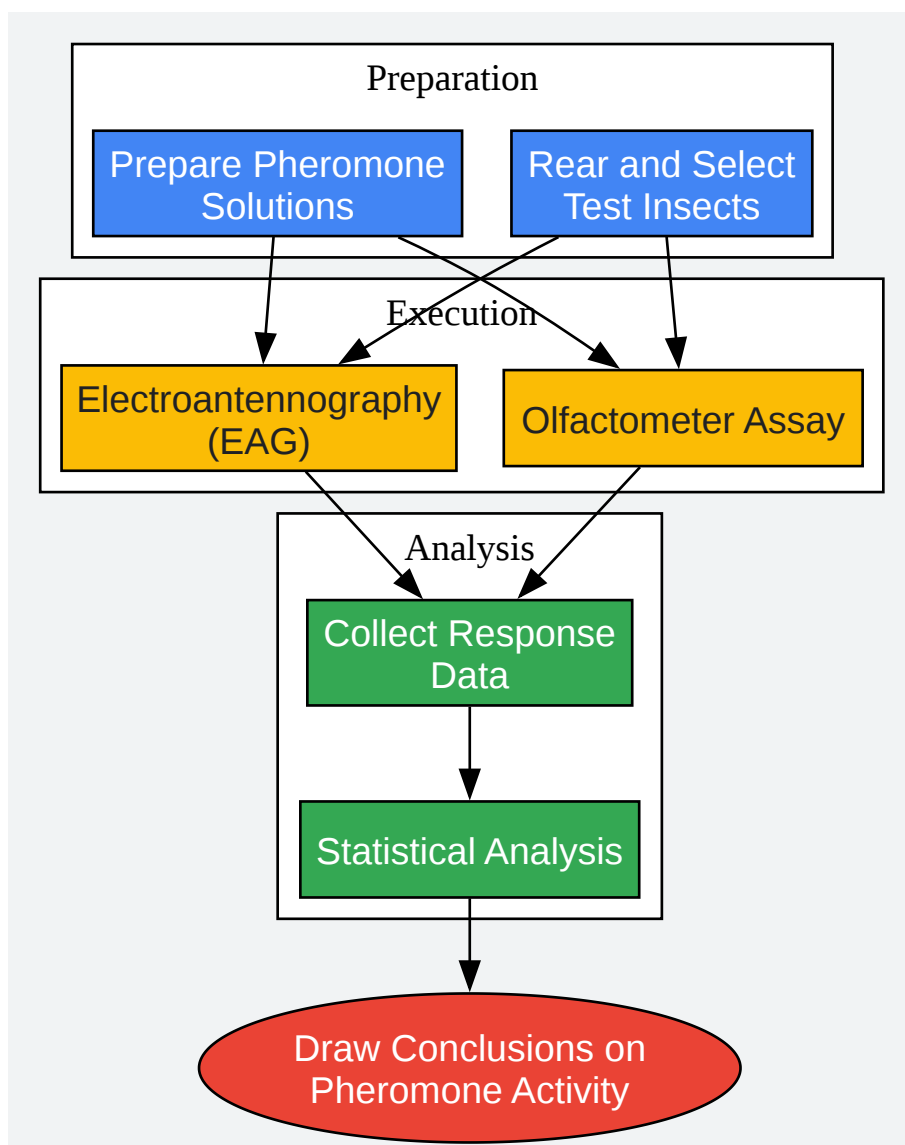 Preparation
Prepare Pheromone
Solutions
Rear and Select
Test Insects
Execution
Electroantennography
(EAG)
Olfactometer Assay
Analysis
Collect Response
Data
Statistical Analysis
Draw Conclusions on
Pheromone Activity